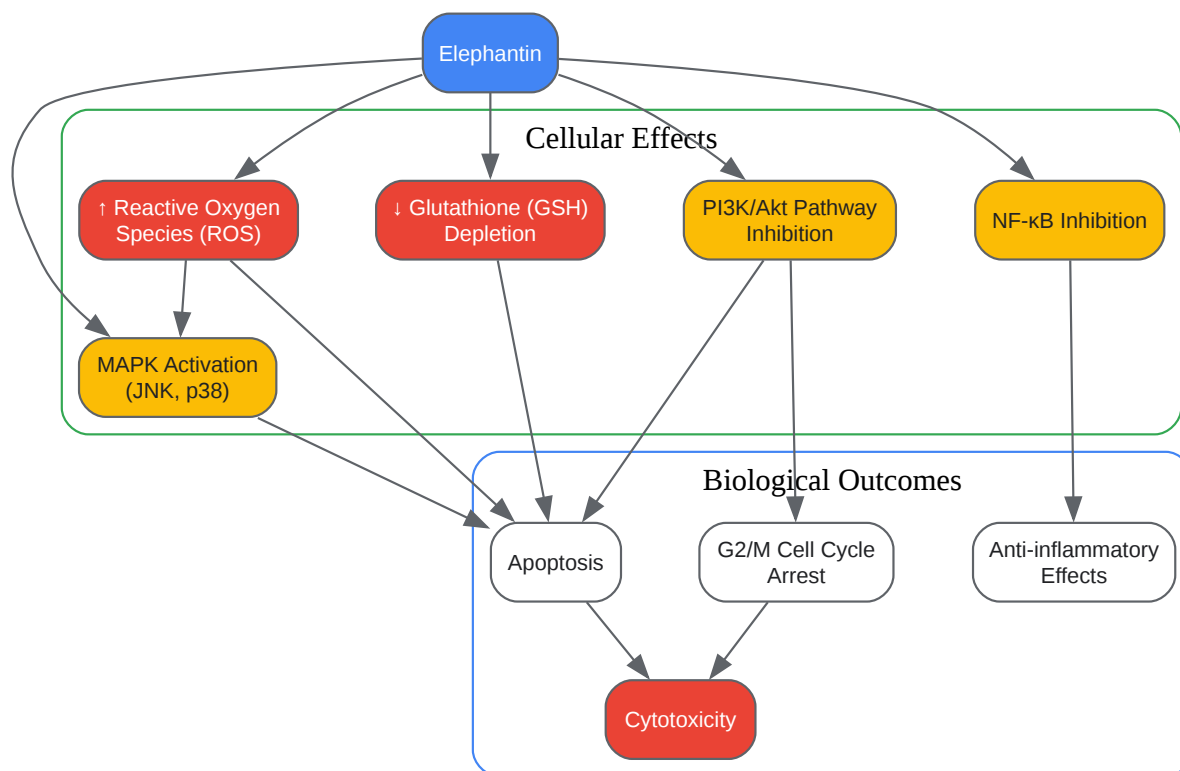 Elephantin
Cellular Effects
↑ Reactive Oxygen
Species (ROS)
↓ Glutathione (GSH)
Depletion
PI3K/Akt Pathway
Inhibition
NF-κB Inhibition
MAPK Activation
(JNK, p38)
Biological Outcomes
Apoptosis
G2/M Cell Cycle
Arrest
Anti-inflammatory
Effects
Cytotoxicity